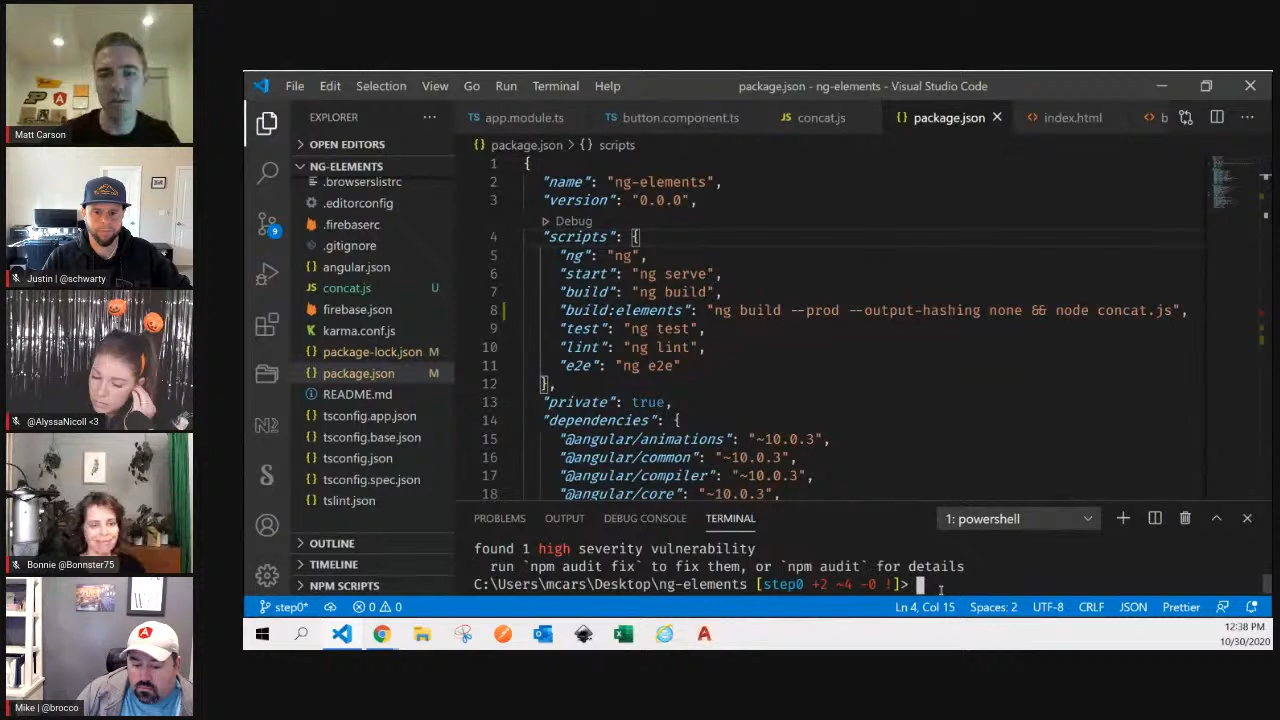 Matt Carson
Justin | @schwarty
@AlyssaNicoll <3
Bonnie @Bonnster75
Mike | @brocco
File Edit Selection View Go Run Terminal Help
package.json - ng-elements - Visual Studio Code
EXPLORER
OPEN EDITORS
NG-ELEMENTS
.browserslistrc
.editorconfig
.firebaserc
.gitignore
angular.json
concat.js U
firebase.json
karma.conf.js
package-lock.json M
package.json M
README.md
tsconfig.app.json
tsconfig.base.json
tsconfig.json
tsconfig.spec.json
tslint.json
OUTLINE
TIMELINE
NPM SCRIPTS
9
TS app.module.ts
TS button.component.ts
JS concat.js
{} package.json
<> index.html
<> b
package.json > {} scripts
1 {
2 "name": "ng-elements",
3 "version": "0.0.0",
Debug
4 "scripts": {
5 "ng": "ng",
6 "start": "ng serve",
7 "build": "ng build",
8 "build:elements": "ng build --prod --output-hashing none && node concat.js",
9 "test": "ng test",
10 "lint": "ng lint",
11 "e2e": "ng e2e"
12 },
13 "private": true,
14 "dependencies": {
15 "@angular/animations": "~10.0.3",
16 "@angular/common": "~10.0.3",
17 "@angular/compiler": "~10.0.3",
18 "@angular/core": "~10.0.3",
PROBLEMS OUTPUT DEBUG CONSOLE TERMINAL
1: powershell
found 1 high severity vulnerability
run `npm audit fix` to fix them, or `npm audit` for details
C:\Users\mcars\Desktop\ng-elements [step0 +2 ~4 -0 !]>
step0* 0 0
Ln 4, Col 15 Spaces: 2 UTF-8 CRLF JSON Prettier
12:38 PM
10/30/2020